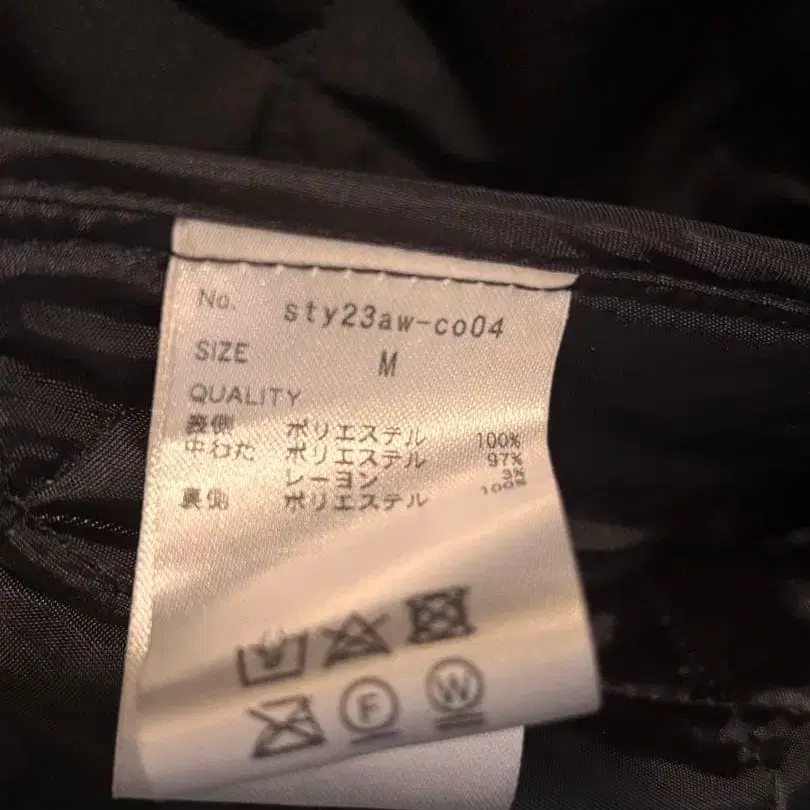 No. sty23aw-co04
SIZE M
QUALITY
表側 ポリエステル 100%
中わた ポリエステル 97%
レーヨン 3%
裏側 ポリエステル 100%
F W